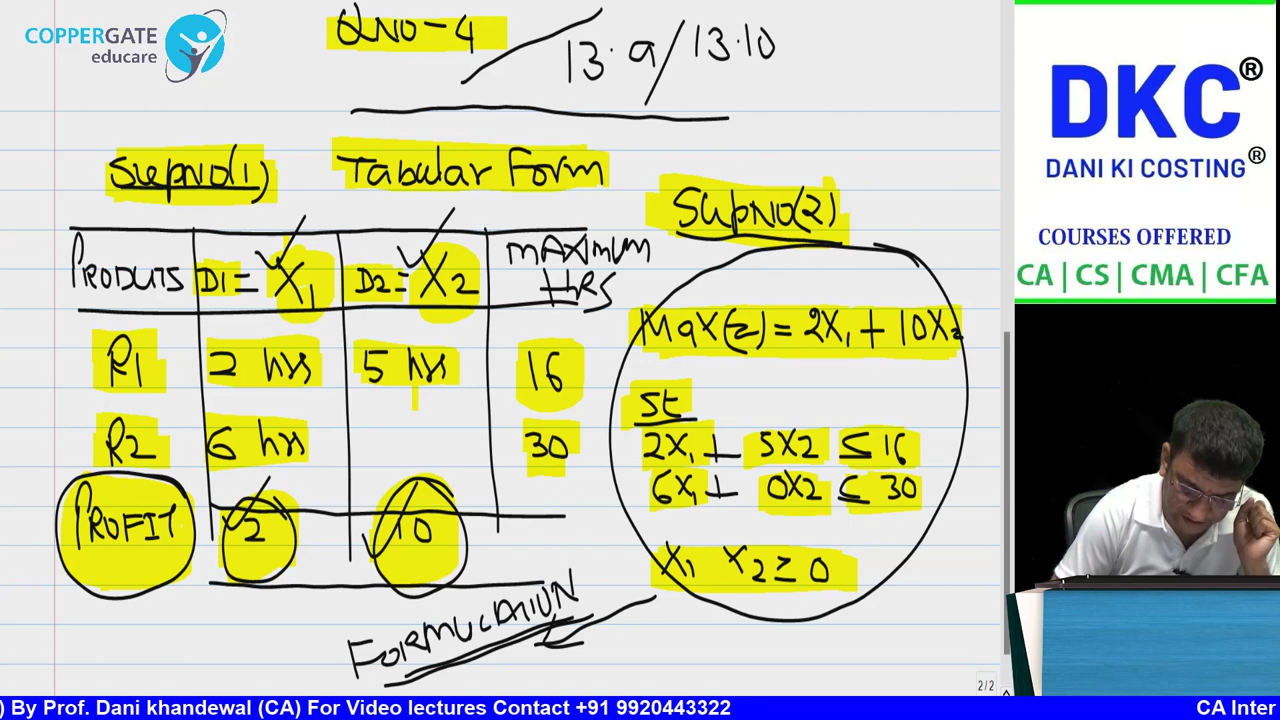 COPPERGATE
educare
QNO-4
13.9/13.10
StepNo(1) Tabular Form
StepNo(2)
PRODUTS D1 = X1 D2 = X2 MAXIMUM HRS
R1 2 hrs 5 hrs 16
R2 6 hrs 30
PROFIT 2 10
Max(z) = 2X1 + 10X2
St
2X1 + 5X2 ≤ 16
6X1 + 0X2 ≤ 30
X1 X2 ≥ 0
FORMULATION
DKC®
DANI KI COSTING®
COURSES OFFERED
CA | CS | CMA | CFA
2/2
) By Prof. Dani khandewal (CA) For Video lectures Contact +91 9920443322
CA Inter